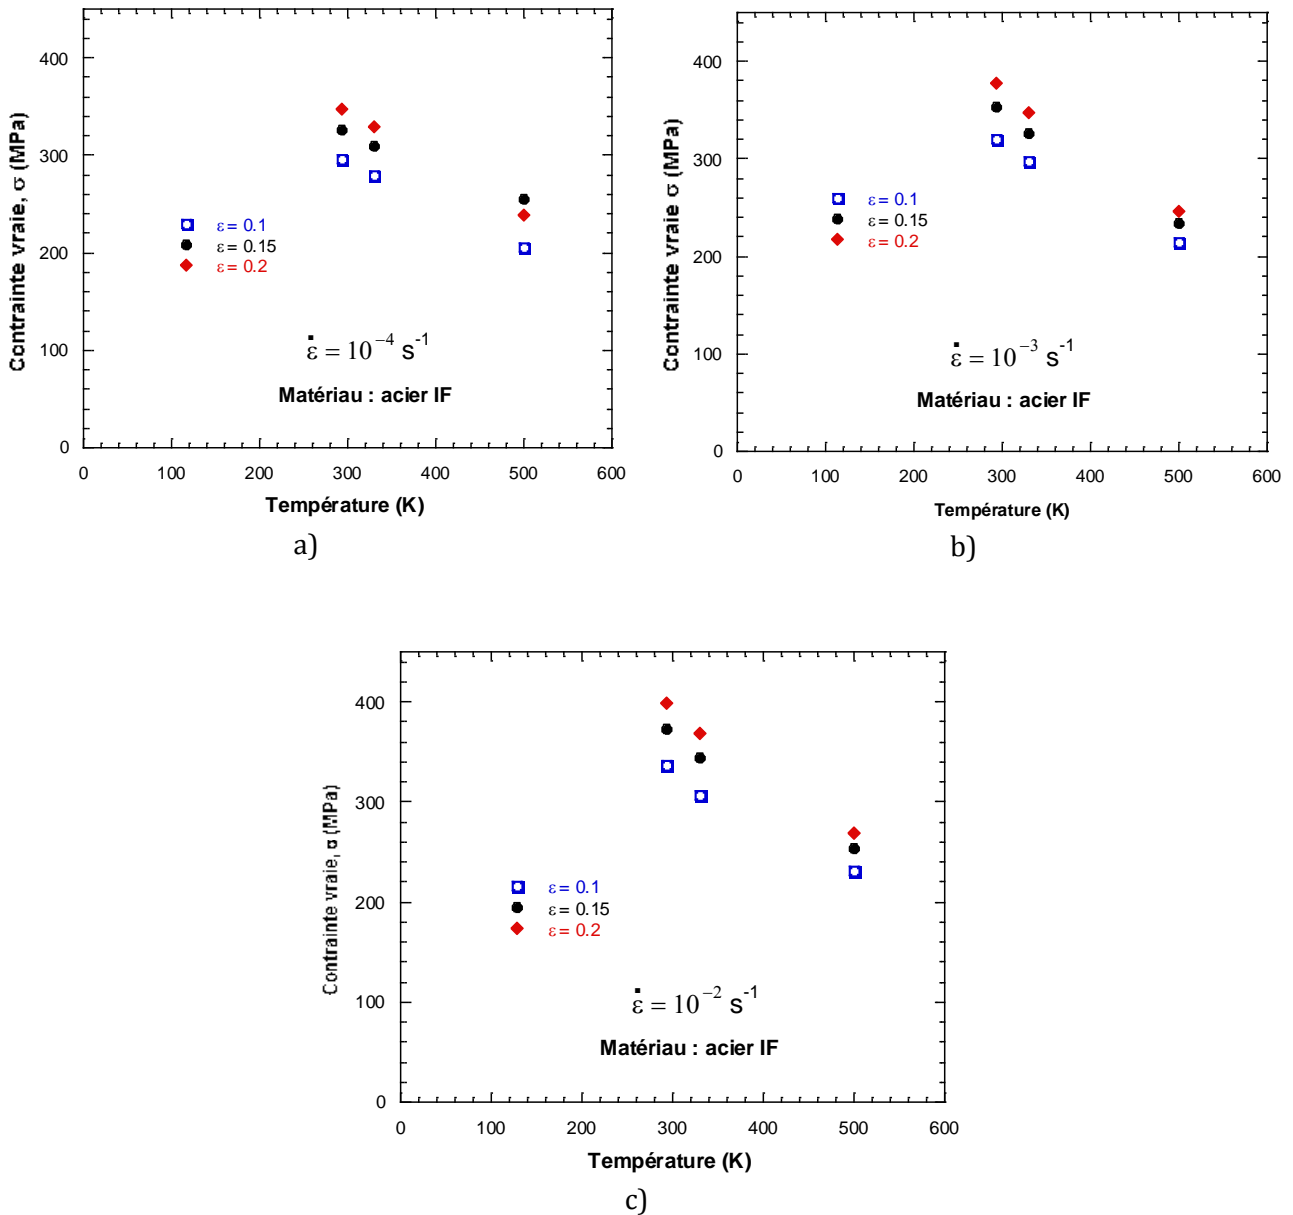 400
300
200
100
0
0 100 200 300 400 500 600
Contrainte vraie, σ (MPa)
ε = 0.1
ε = 0.15
ε = 0.2
ε̇ = 10⁻⁴ s⁻¹
Matériau : acier IF
Température (K)
a)
400
300
200
100
0
0 100 200 300 400 500 600
Contrainte vraie σ (MPa)
ε = 0.1
ε = 0.15
ε = 0.2
ε̇ = 10⁻³ s⁻¹
Matériau : acier IF
Température (K)
b)
400
300
200
100
0
0 100 200 300 400 500 600
Contrainte vraie, σ (MPa)
ε = 0.1
ε = 0.15
ε = 0.2
ε̇ = 10⁻² s⁻¹
Matériau : acier IF
Température (K)
c)